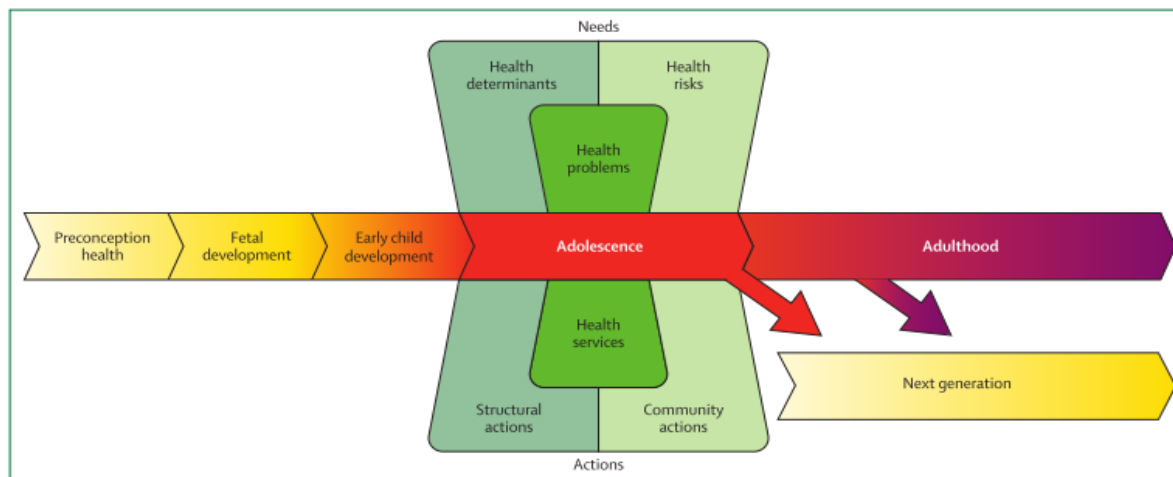 Needs
Health
determinants
Health
risks
Health
problems
Preconception
health
Fetal
development
Early child
development
Adolescence
Adulthood
Health
services
Next generation
Structural
actions
Community
actions
Actions